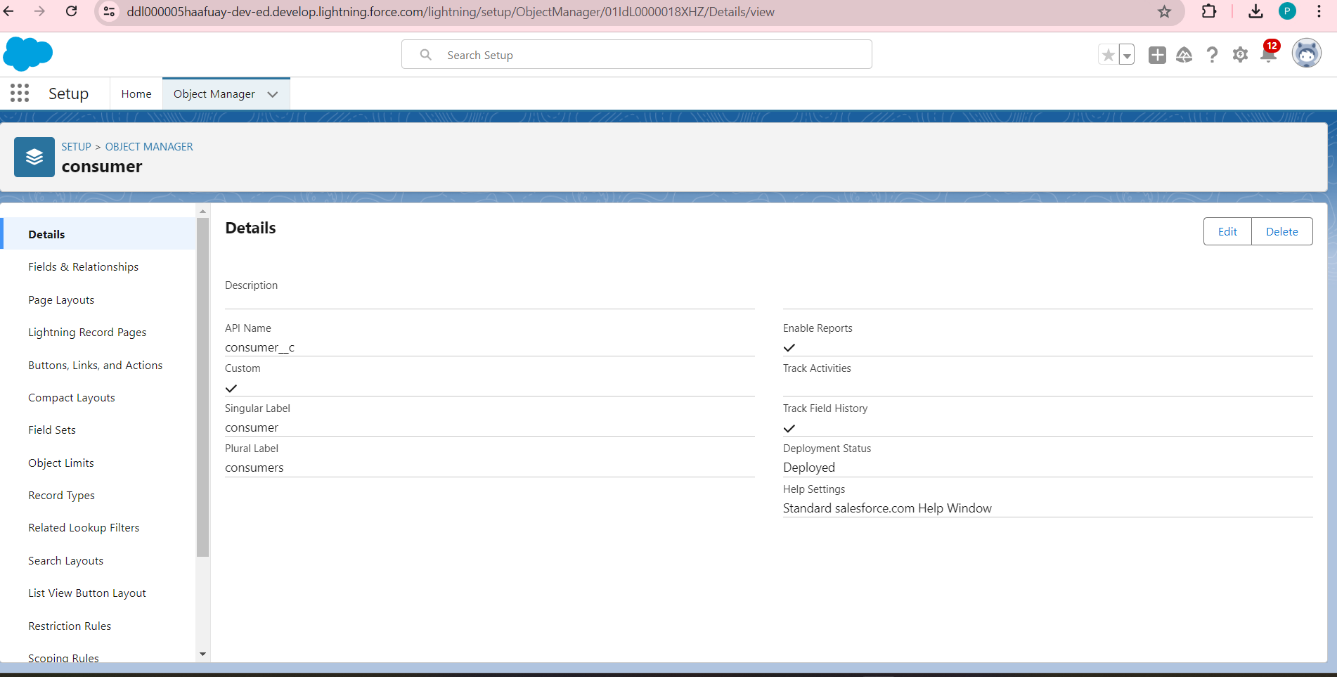 ddl000005haafuay-dev-ed.develop.lightning.force.com/lightning/setup/ObjectManager/01IdL0000018XHZ/Details/view
P
Search Setup
12
Setup
Home
Object Manager
SETUP > OBJECT MANAGER
consumer
Details
Fields & Relationships
Page Layouts
Lightning Record Pages
Buttons, Links, and Actions
Compact Layouts
Field Sets
Object Limits
Record Types
Related Lookup Filters
Search Layouts
List View Button Layout
Restriction Rules
Scoping Rules
Details
Edit
Delete
Description
API Name
consumer__c
Custom
Singular Label
consumer
Plural Label
consumers
Enable Reports
Track Activities
Track Field History
Deployment Status
Deployed
Help Settings
Standard salesforce.com Help Window